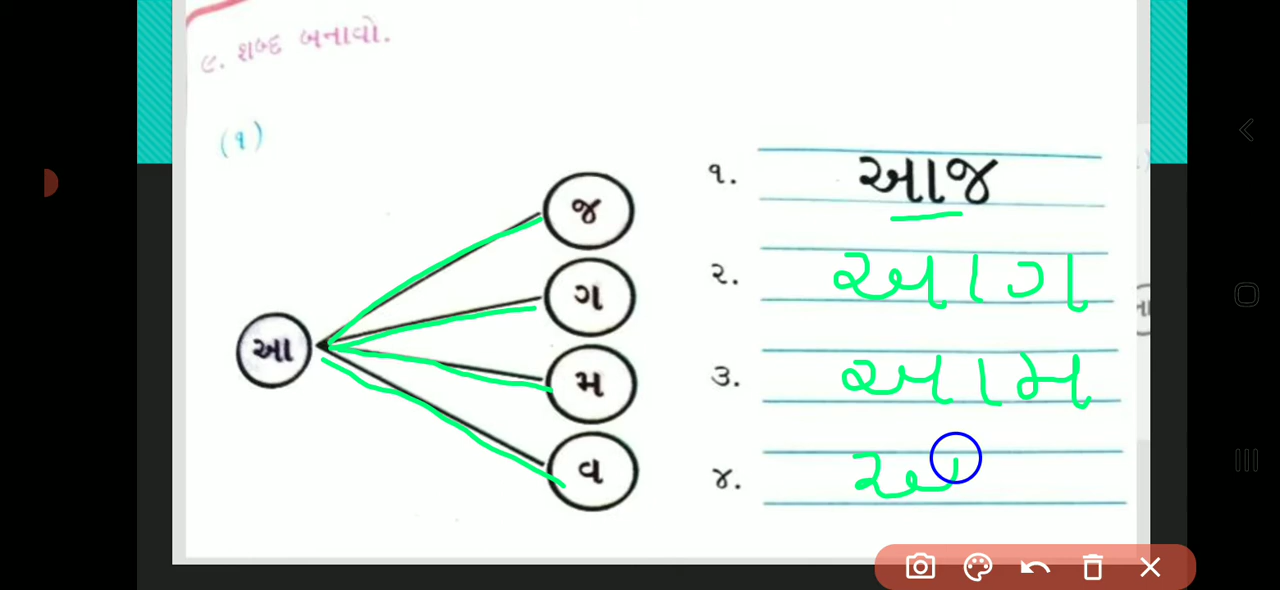 ૯. શબ્દ બનાવો.
(૧)
આ
જ
ગ
મ
વ
૧. આજ
૨. આગ
૩. આમ
૪. અ